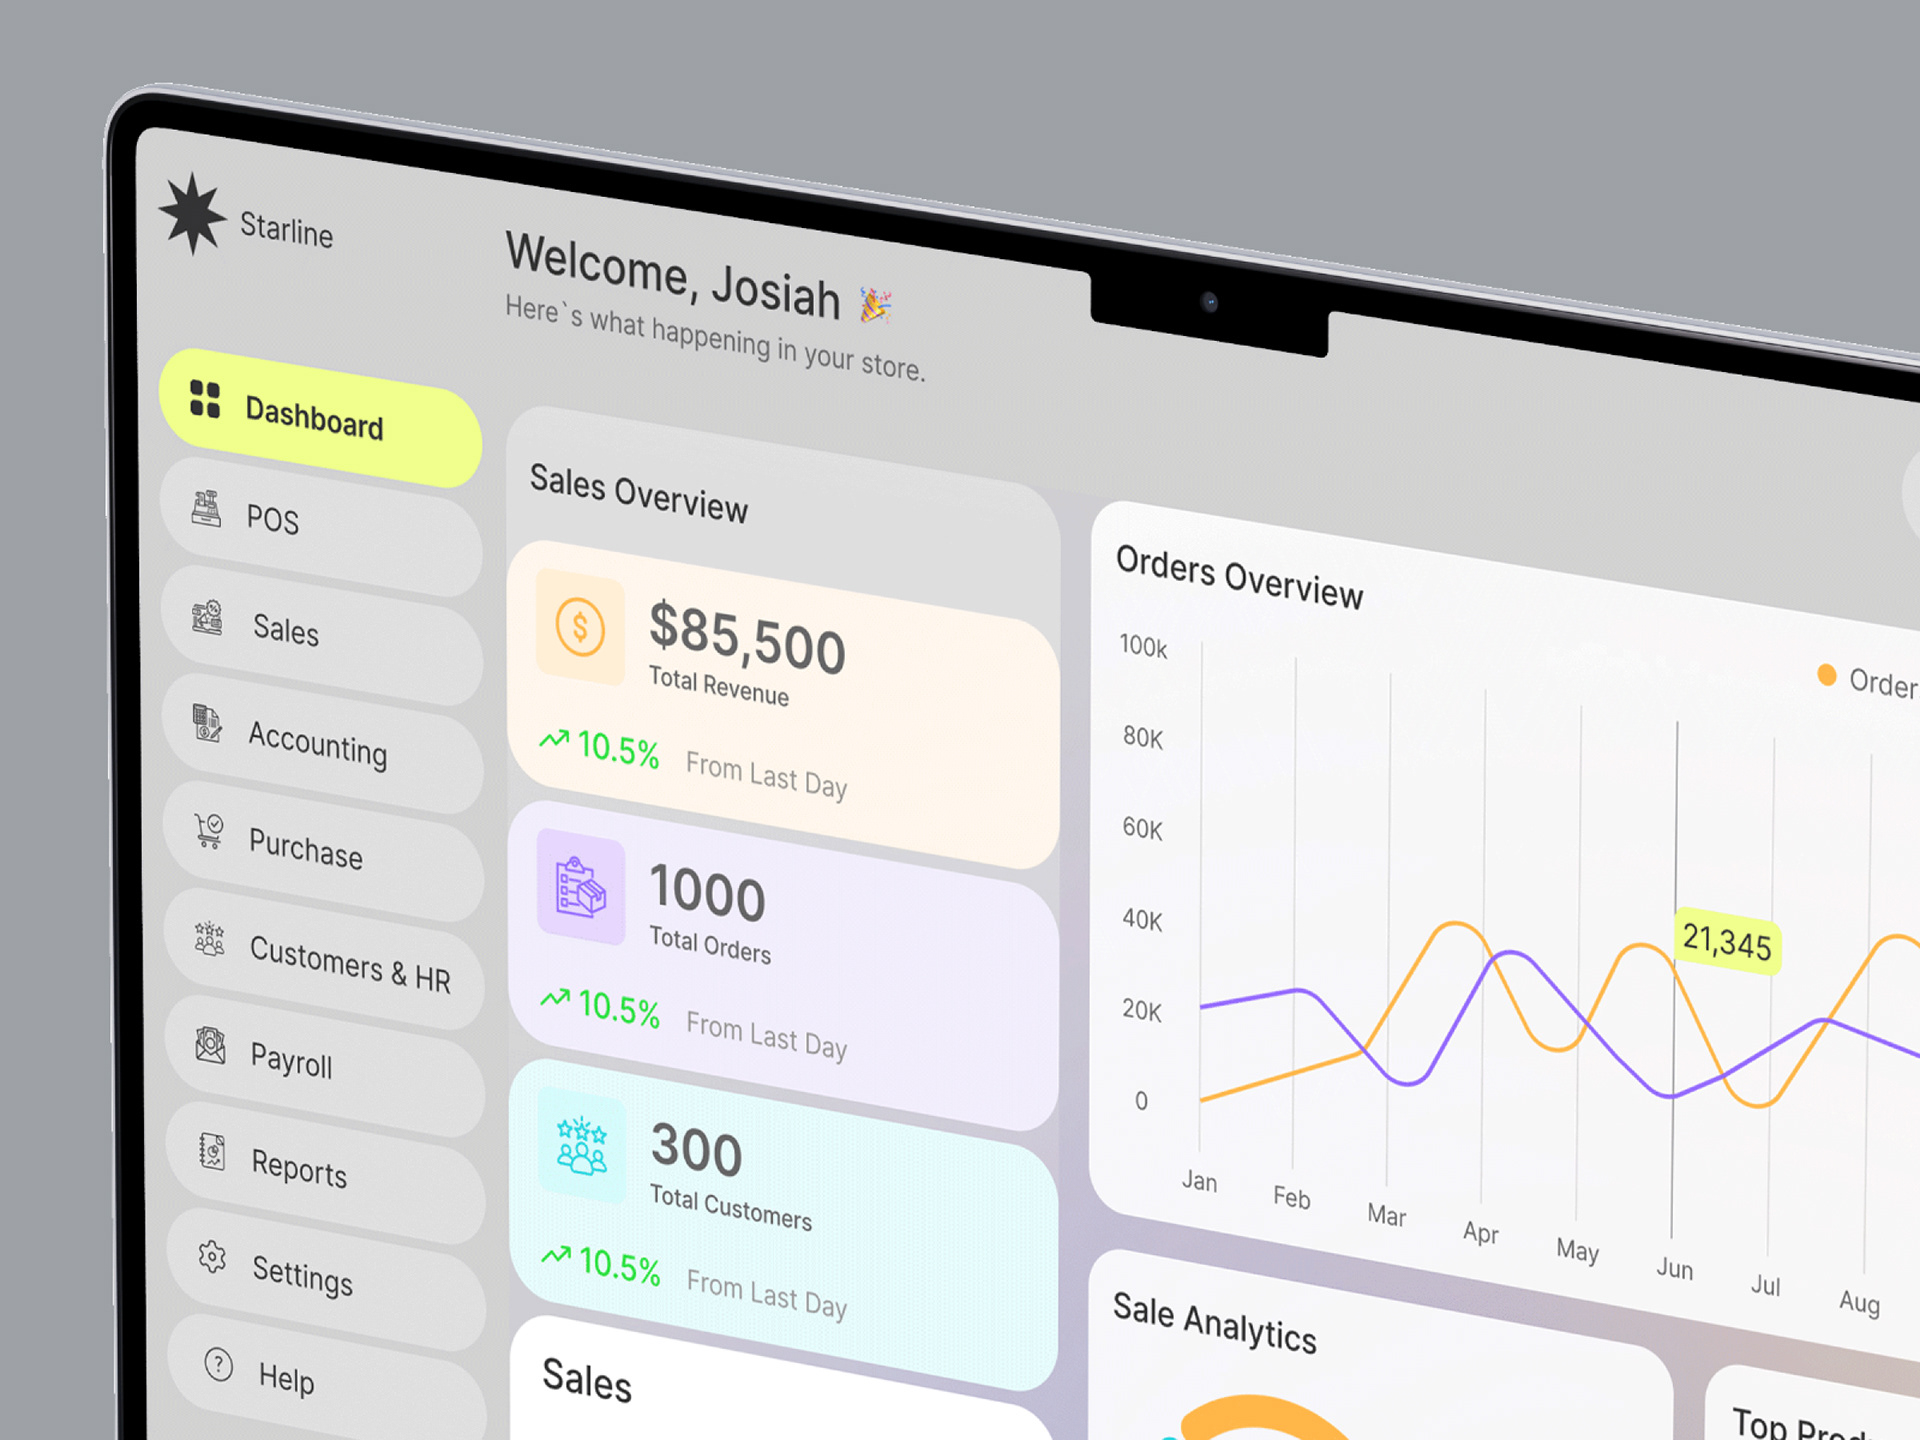 Starline
Welcome, Josiah 🎉
Here`s what happening in your store.
Dashboard
POS
Sales
Accounting
Purchase
Customers & HR
Payroll
Reports
Settings
Help
Sales Overview
$85,500
Total Revenue
10.5% From Last Day
1000
Total Orders
10.5% From Last Day
300
Total Customers
10.5% From Last Day
Sales
Orders Overview
Order
100k
80K
60K
40K
20K
0
21,345
Jan Feb Mar Apr May Jun Jul Aug
Sale Analytics
Top